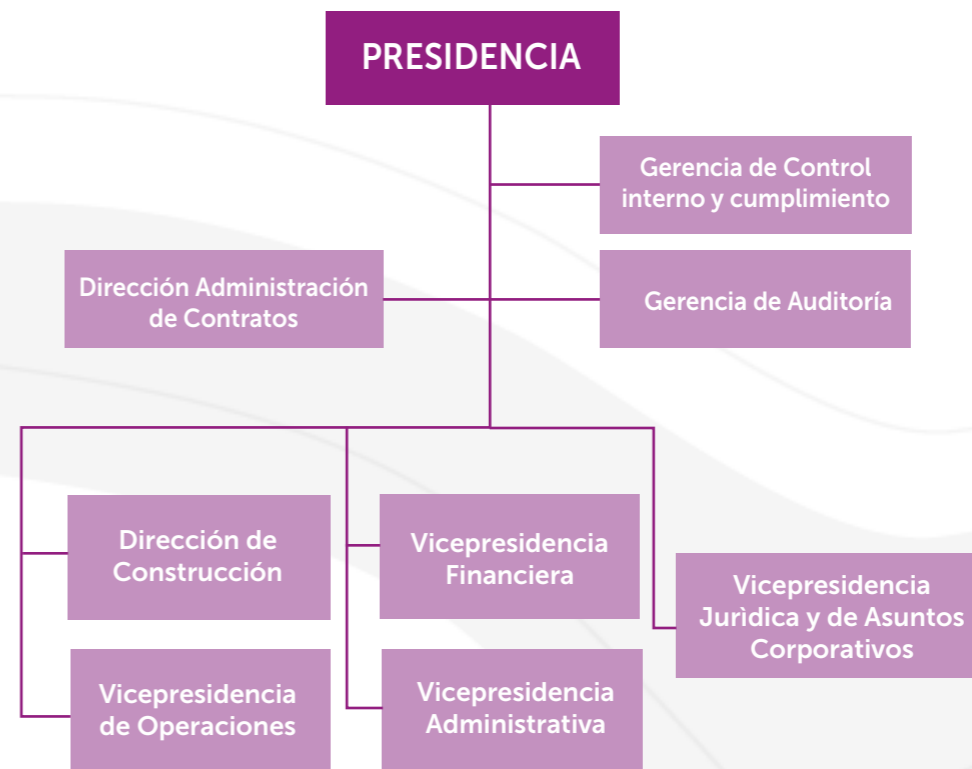 PRESIDENCIA
Gerencia de Control
interno y cumplimiento
Dirección Administración
de Contratos
Gerencia de Auditoría
Dirección de
Construcción
Vicepresidencia
Financiera
Vicepresidencia
Jurìdica y de Asuntos
Corporativos
Vicepresidencia
de Operaciones
Vicepresidencia
Administrativa